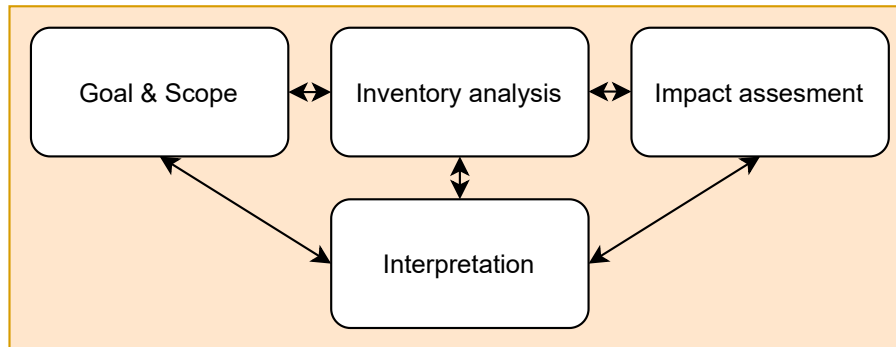 Goal & Scope
Inventory analysis
Impact assesment
Interpretation